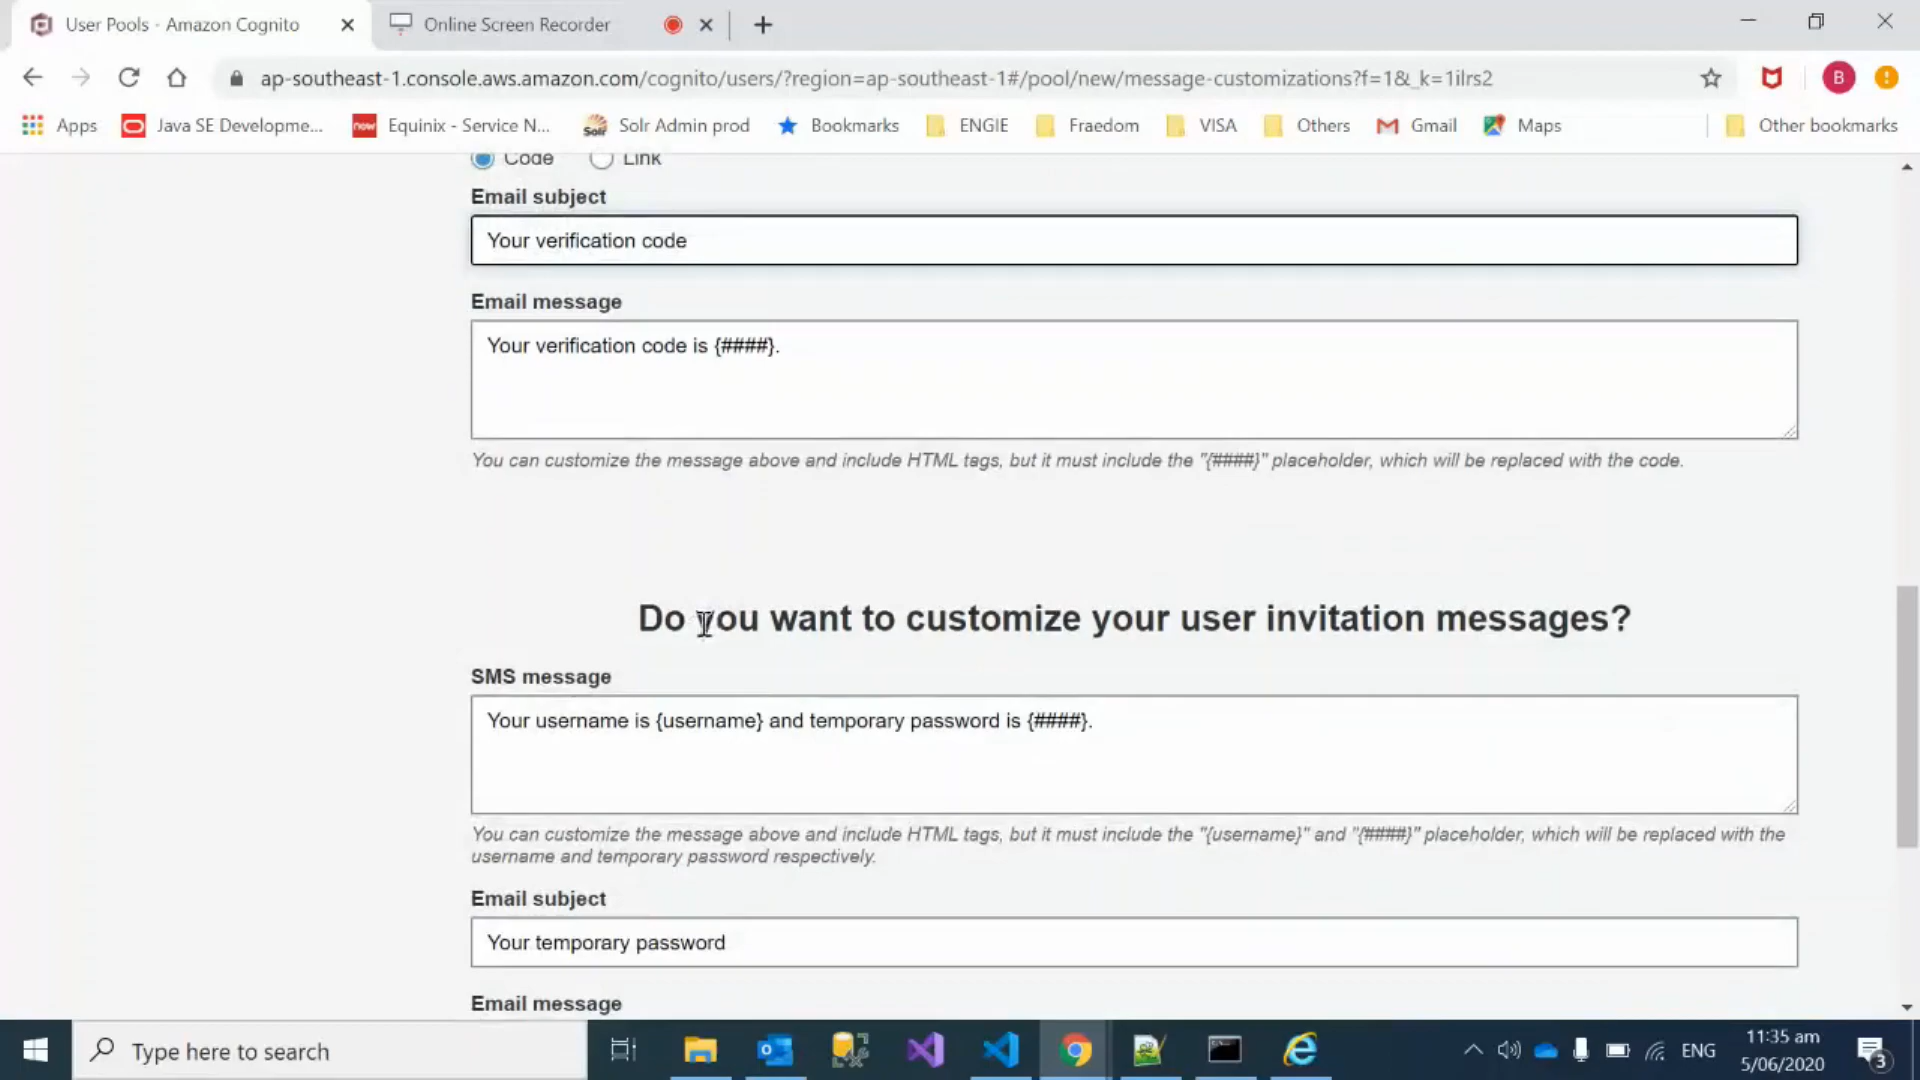 User Pools - Amazon Cognito
Online Screen Recorder
ap-southeast-1.console.aws.amazon.com/cognito/users/?region=ap-southeast-1#/pool/new/message-customizations?f=1&_k=1ilrs2
B
Apps
Java SE Developme...
now
Equinix - Service N...
Solr
Solr Admin prod
Bookmarks
ENGIE
Fraedom
VISA
Others
Gmail
Maps
Other bookmarks
Code
Link
Email subject
Your verification code
Email message
Your verification code is {####}.
You can customize the message above and include HTML tags, but it must include the "{####}" placeholder, which will be replaced with the code.
Do you want to customize your user invitation messages?
SMS message
Your username is {username} and temporary password is {####}.
You can customize the message above and include HTML tags, but it must include the "{username}" and "{####}" placeholder, which will be replaced with the
username and temporary password respectively.
Email subject
Your temporary password
Email message
Type here to search
ENG
11:35 am
5/06/2020
3